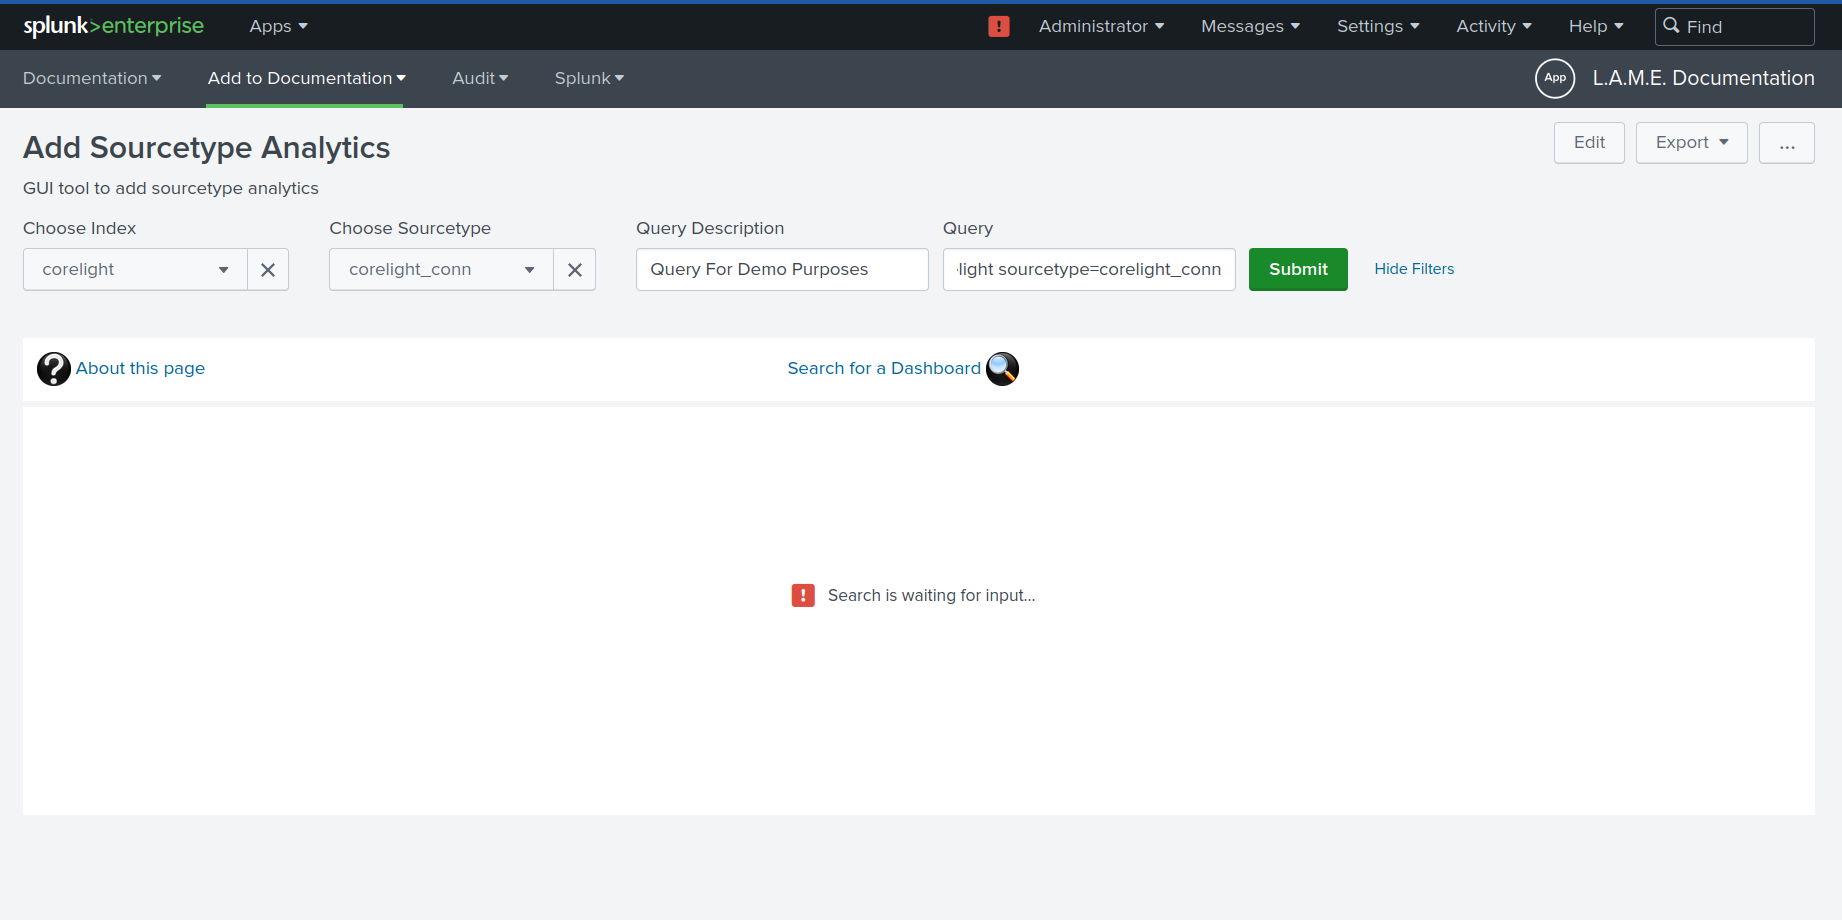 splunk>enterprise Apps Administrator Messages Settings Activity Help Find
Documentation Add to Documentation Audit Splunk App L.A.M.E. Documentation
Add Sourcetype Analytics Edit Export ...
GUI tool to add sourcetype analytics
Choose Index Choose Sourcetype Query Description Query
corelight corelight_conn Query For Demo Purposes light sourcetype=corelight_conn Submit Hide Filters
About this page Search for a Dashboard
Search is waiting for input...